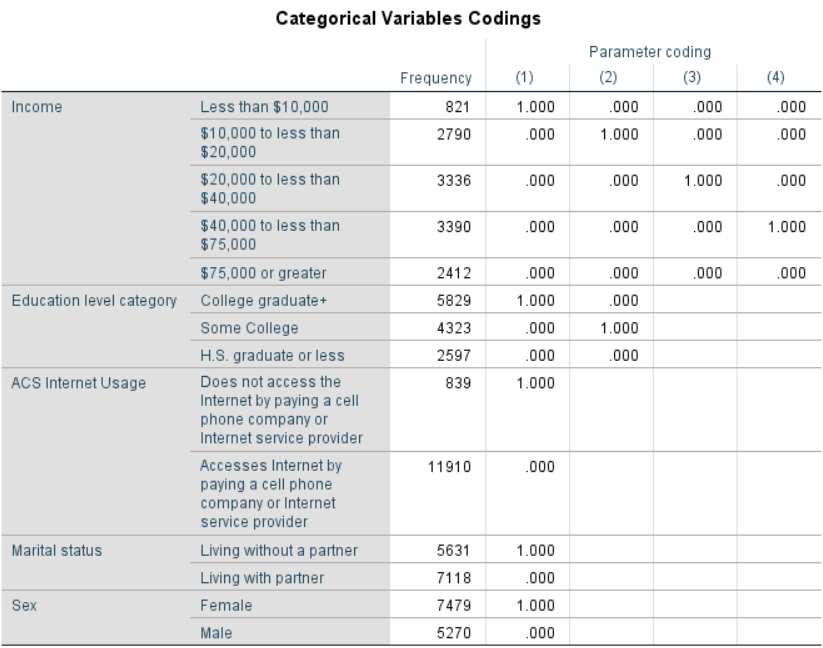 Categorical Variables Codings
Parameter coding
Frequency (1) (2) (3) (4)
Income Less than $10,000 821 1.000 .000 .000 .000
$10,000 to less than
$20,000 2790 .000 1.000 .000 .000
$20,000 to less than
$40,000 3336 .000 .000 1.000 .000
$40,000 to less than
$75,000 3390 .000 .000 .000 1.000
$75,000 or greater 2412 .000 .000 .000 .000
Education level category College graduate+ 5829 1.000 .000
Some College 4323 .000 1.000
H.S. graduate or less 2597 .000 .000
ACS Internet Usage Does not access the 839 1.000
Internet by paying a cell
phone company or
Internet service provider
Accesses Internet by 11910 .000
paying a cell phone
company or Internet
service provider
Marital status Living without a partner 5631 1.000
Living with partner 7118 .000
Sex Female 7479 1.000
Male 5270 .000